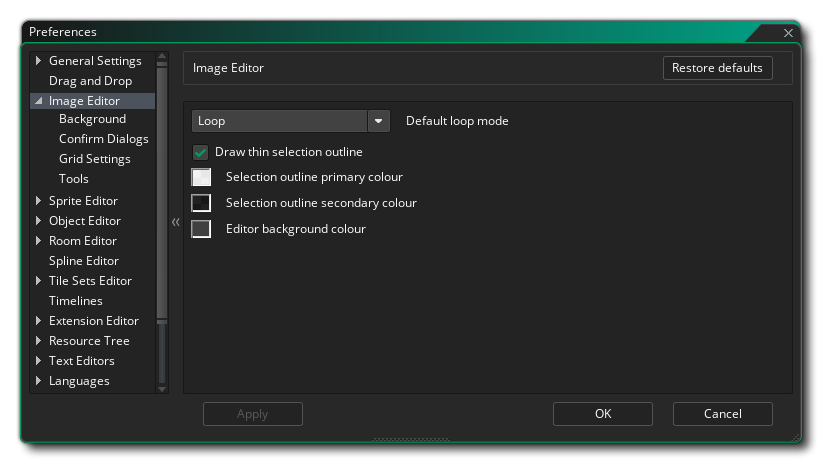 Preferences
General Settings
Drag and Drop
Image Editor
Background
Confirm Dialogs
Grid Settings
Tools
Sprite Editor
Object Editor
Room Editor
Spline Editor
Tile Sets Editor
Timelines
Extension Editor
Resource Tree
Text Editors
Languages
Image Editor
Restore defaults
Loop
Default loop mode
Draw thin selection outline
Selection outline primary colour
Selection outline secondary colour
Editor background colour
Apply
OK
Cancel